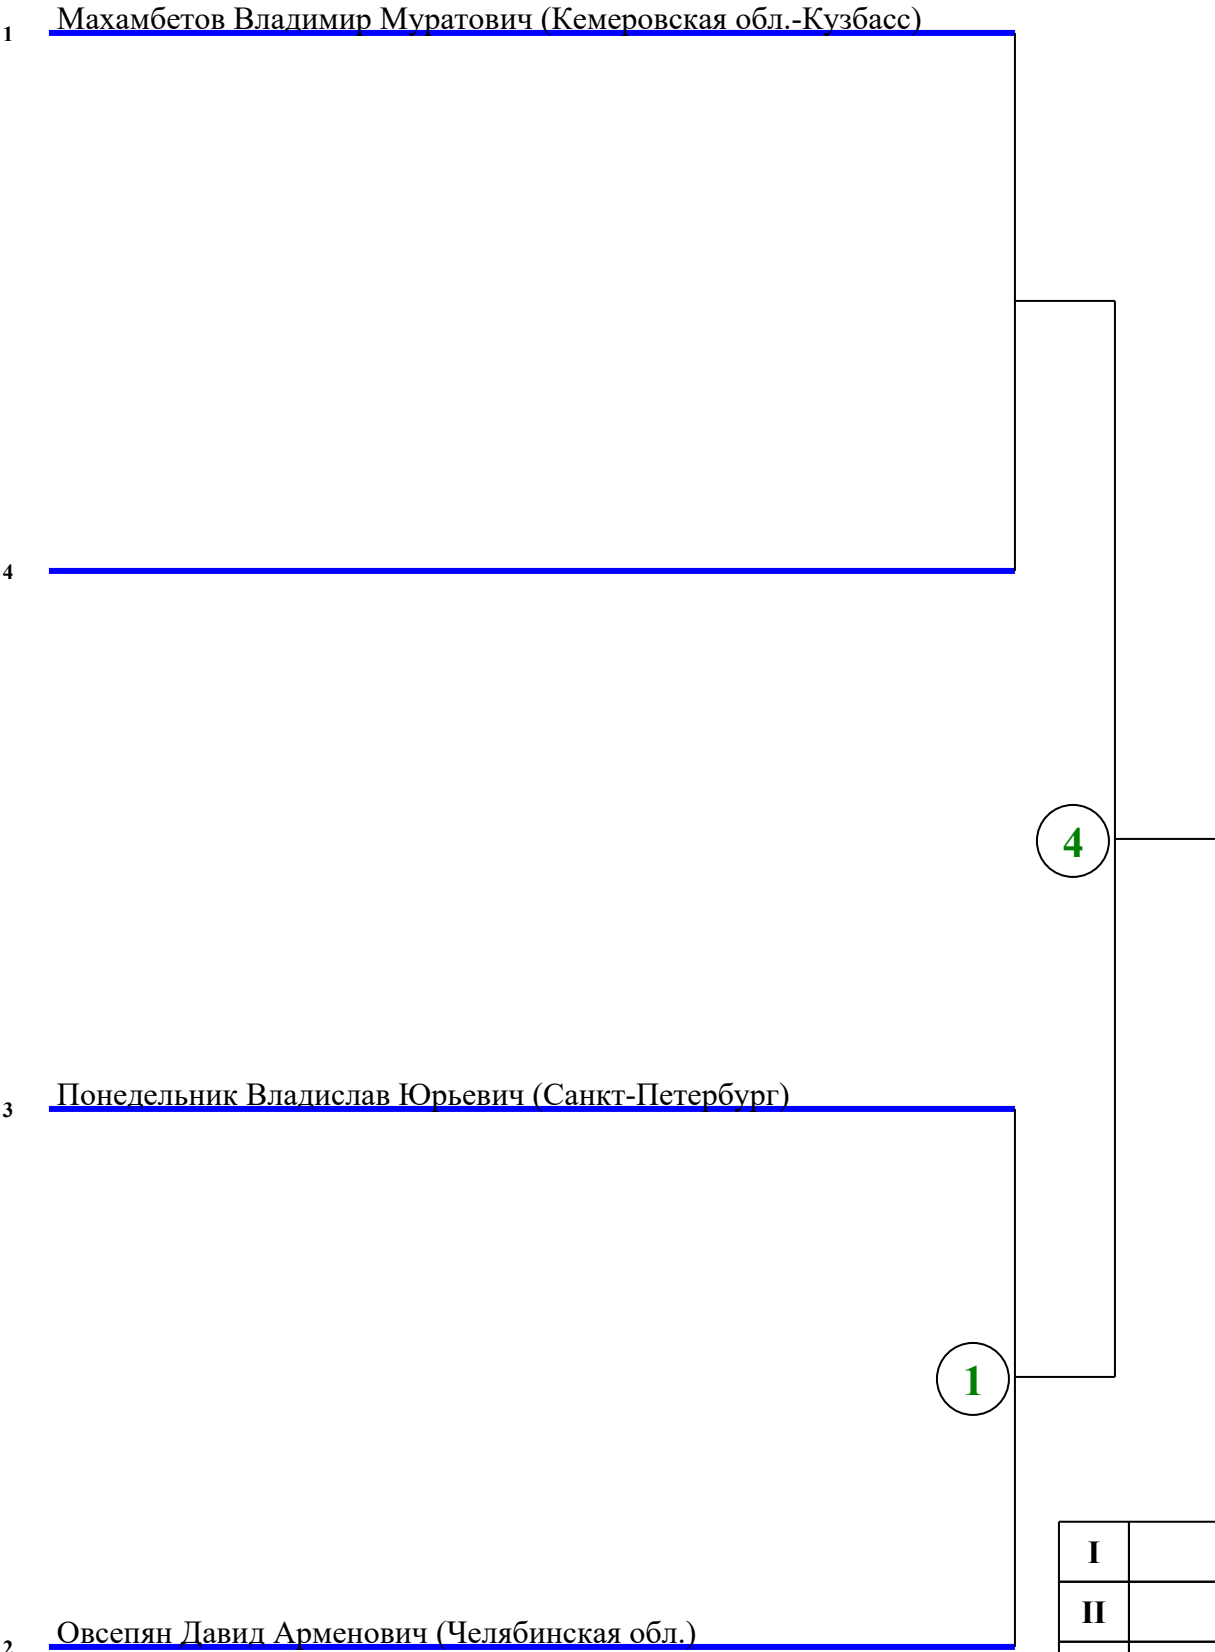 Махамбетов Владимир Муратович (Кемеровская обл.-Кузбасс)
1
4
4
Понедельник Владислав Юрьевич (Санкт-Петербург)
3
1
I
II
Овсепян Давид Арменович (Челябинская обл.)
2